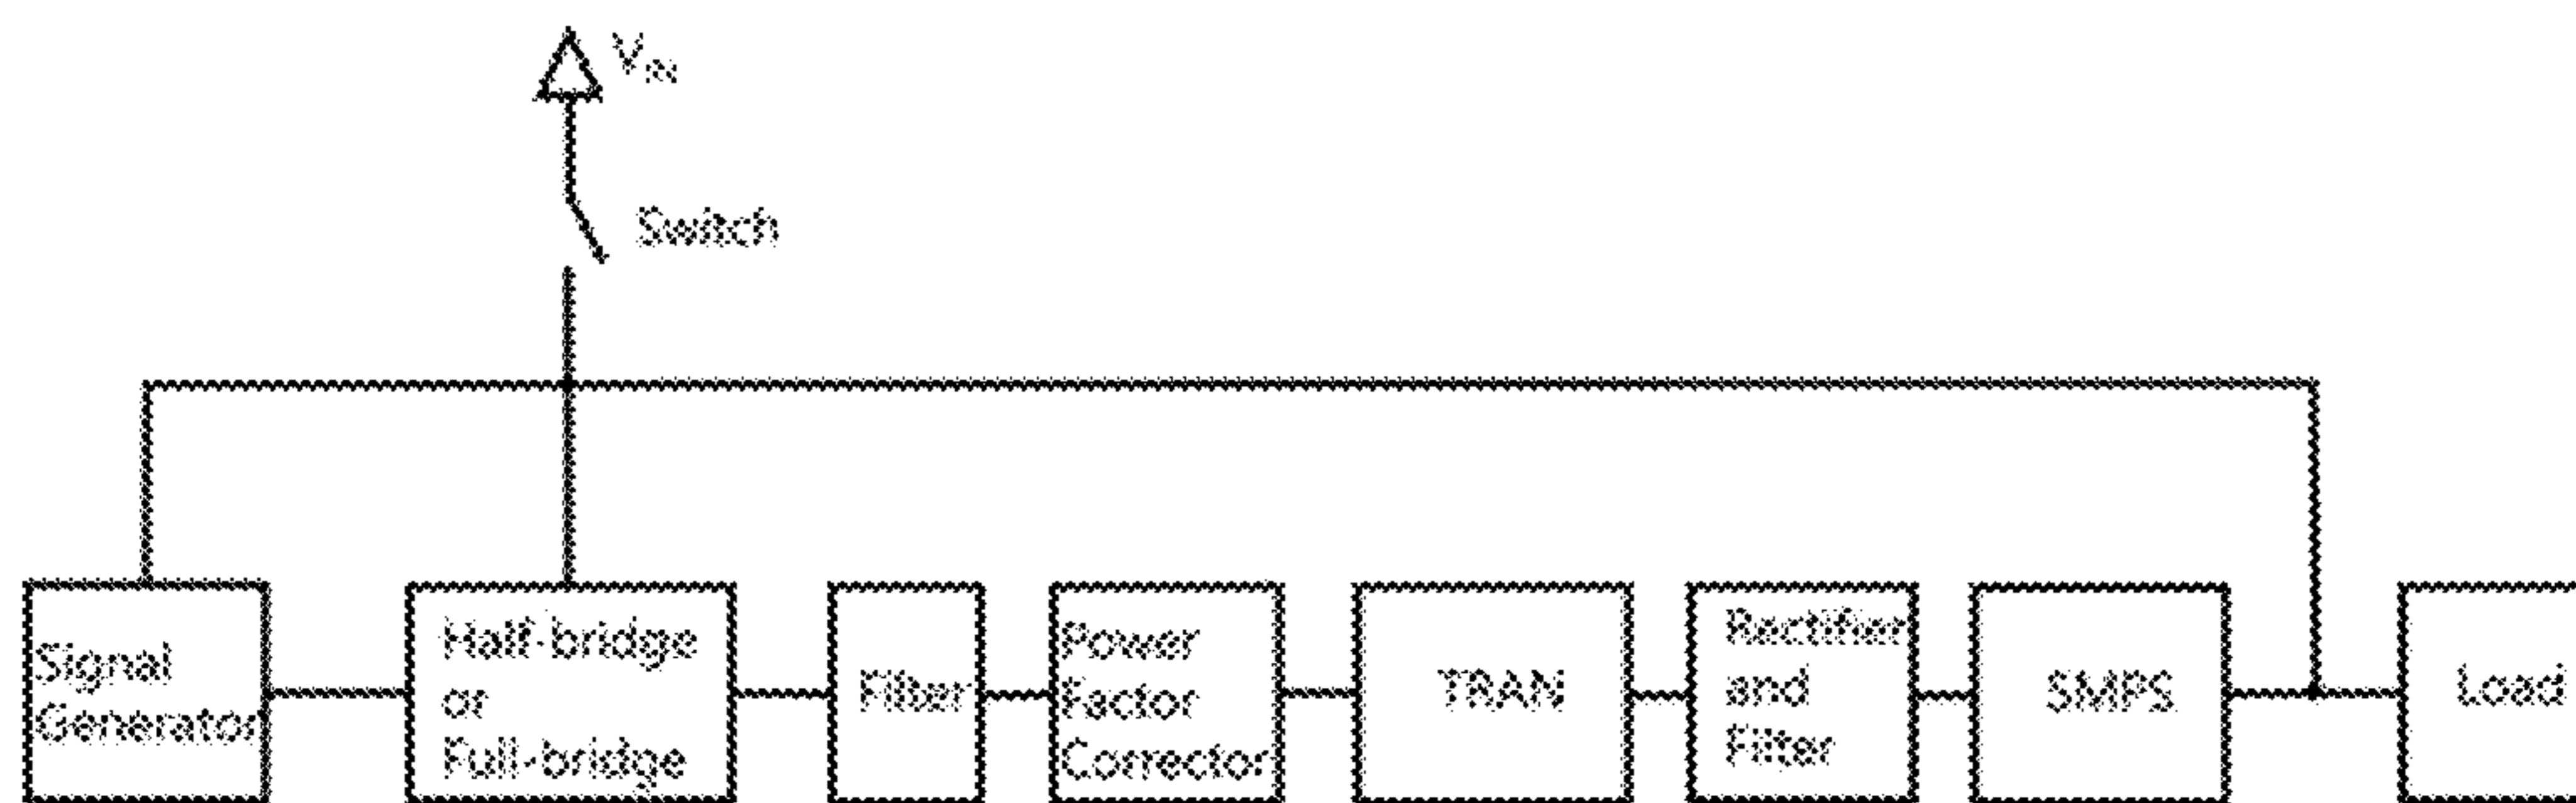 VIN
Switch
Signal
Generator
Half-bridge
or
Full-bridge
Filter
Power
Factor
Corrector
TRAN
Rectifier
and
Filter
SMPS
Load